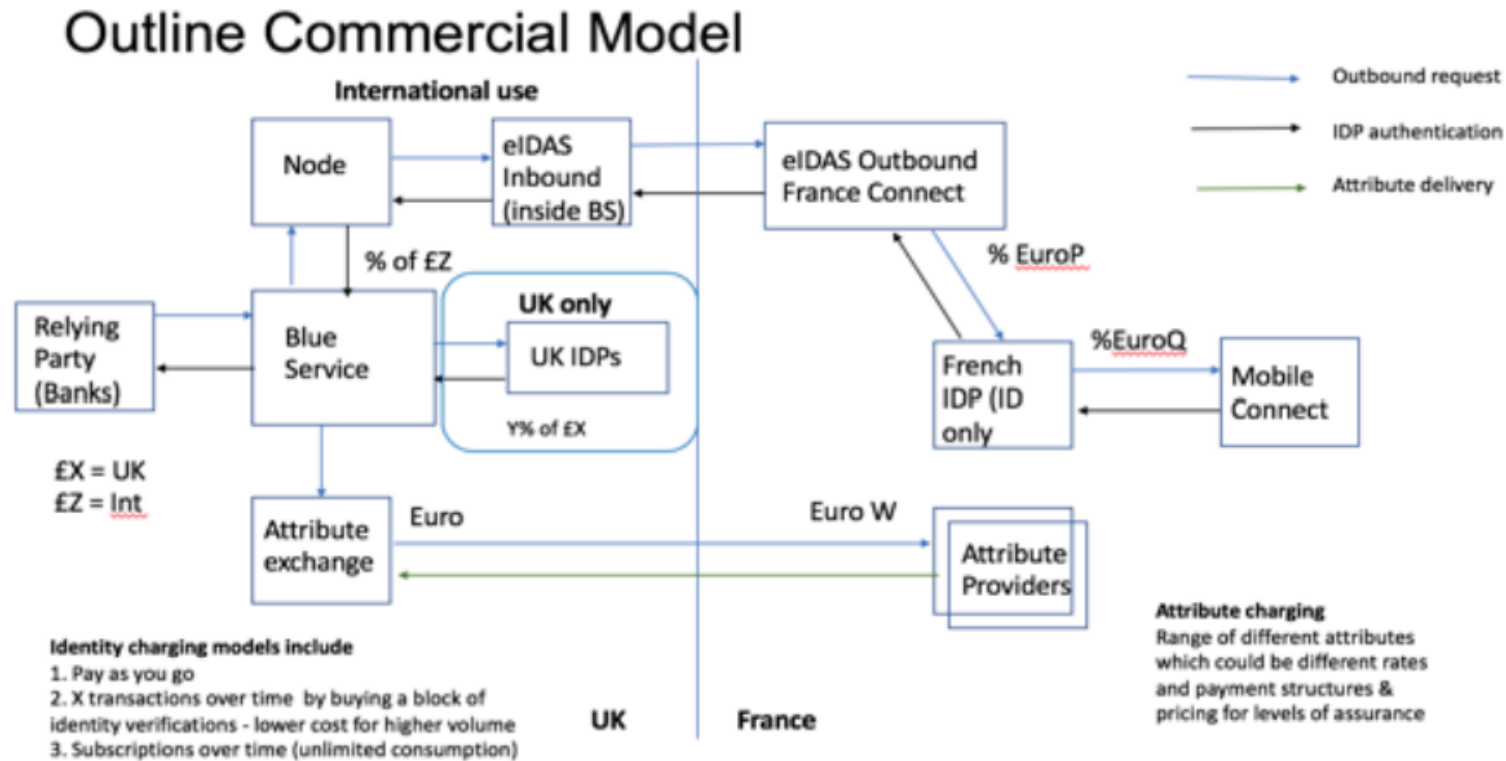 Outline Commercial Model
International use
Outbound request
IDP authentication
Attribute delivery
Node
eIDAS
Inbound
(inside BS)
eIDAS Outbound
France Connect
% of £Z
% EuroP
Relying
Party
(Banks)
Blue
Service
UK only
UK IDPs
Y% of £X
%EuroQ
French
IDP (ID
only
Mobile
Connect
£X = UK
£Z = Int
Attribute
exchange
Euro
Euro W
Attribute
Providers
Identity charging models include
1. Pay as you go
2. X transactions over time by buying a block of
identity verifications - lower cost for higher volume
3. Subscriptions over time (unlimited consumption)
UK
France
Attribute charging
Range of different attributes
which could be different rates
and payment structures &
pricing for levels of assurance